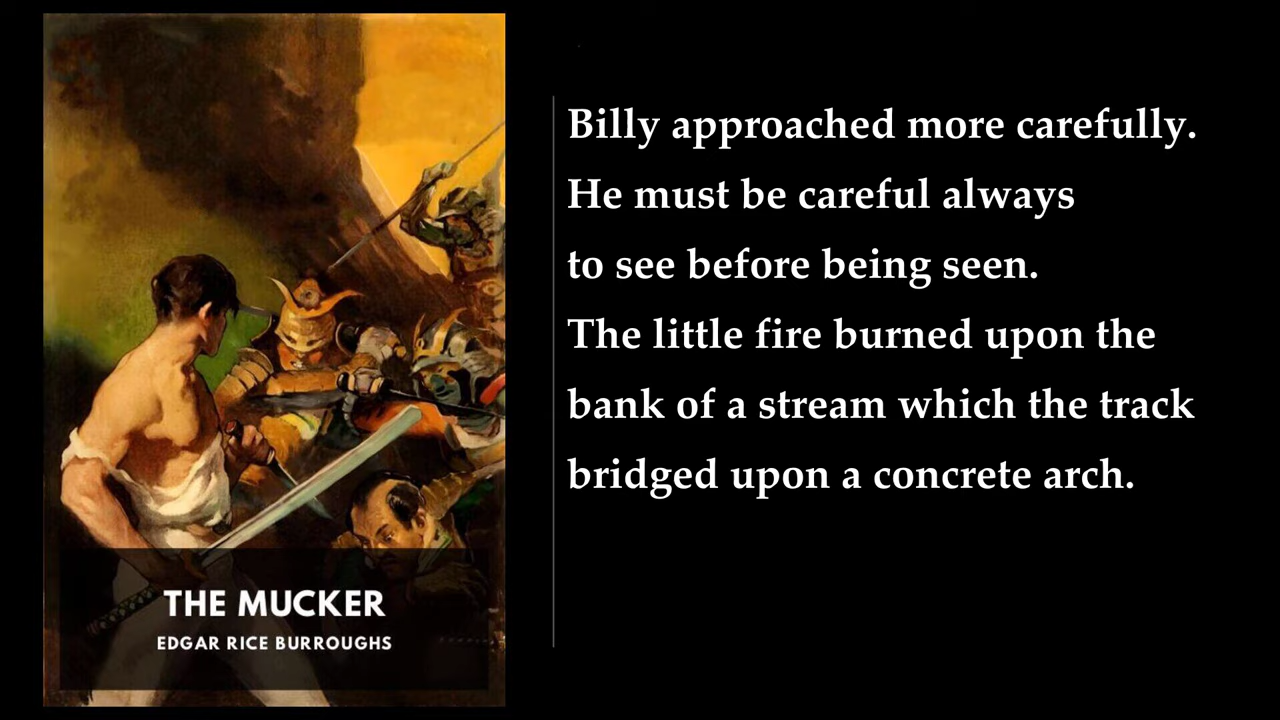 THE MUCKER
EDGAR RICE BURROUGHS
Billy approached more carefully.
He must be careful always
to see before being seen.
The little fire burned upon the
bank of a stream which the track
bridged upon a concrete arch.